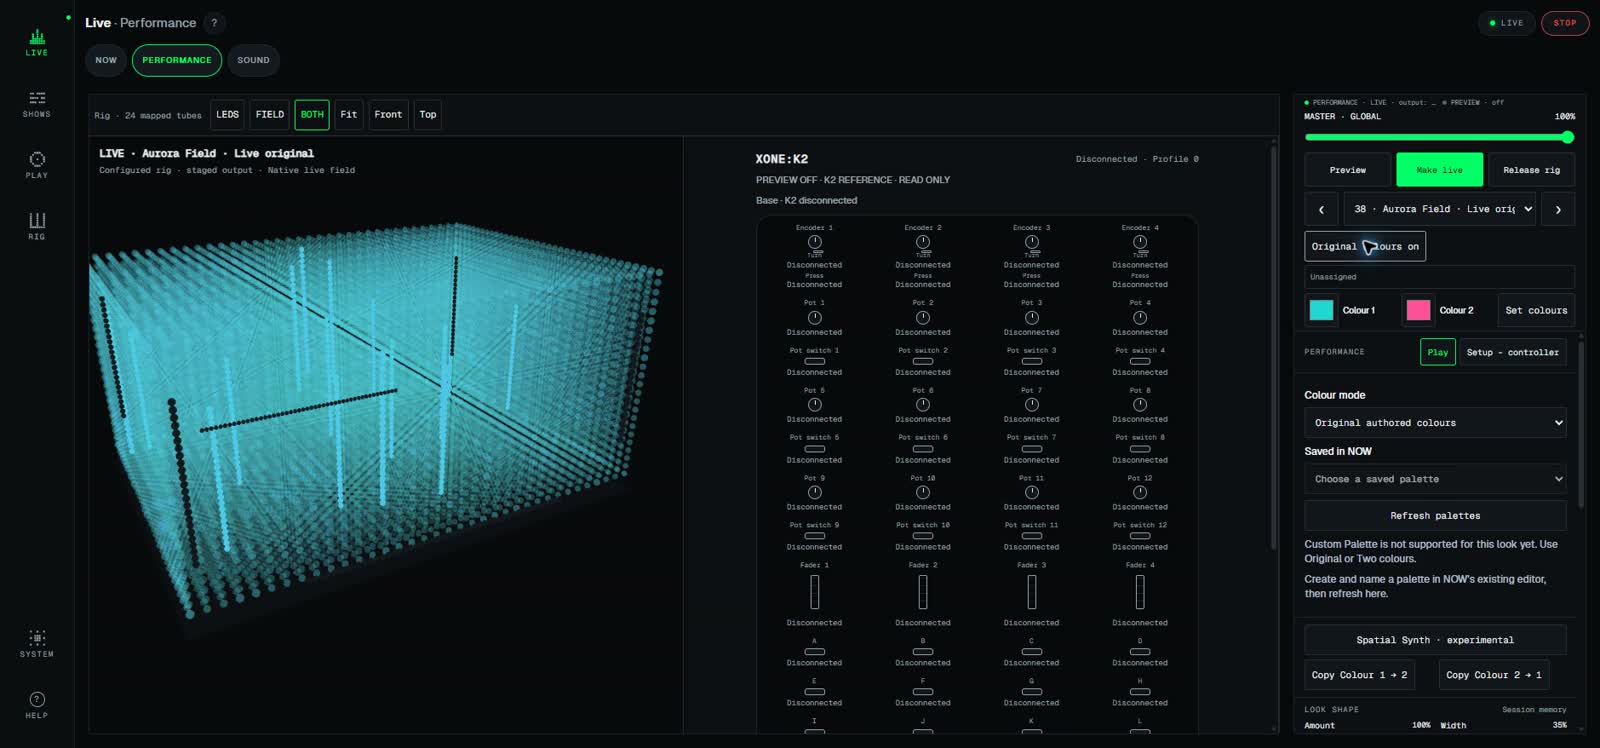 Live · Performance ?
LIVE STOP
LIVE
NOW PERFORMANCE SOUND
SHOWS
PLAY
RIG
SYSTEM
HELP
Rig · 24 mapped tubes LEDS FIELD BOTH Fit Front Top
LIVE · Aurora Field · Live original
Configured rig · staged output · Native live field
XONE:K2 Disconnected · Profile 0
PREVIEW OFF · K2 REFERENCE · READ ONLY
Base · K2 disconnected
Encoder 1 Encoder 2 Encoder 3 Encoder 4
Turn Turn Turn Turn
Disconnected Disconnected Disconnected Disconnected
Press Press Press Press
Disconnected Disconnected Disconnected Disconnected
Pot 1 Pot 2 Pot 3 Pot 4
Disconnected Disconnected Disconnected Disconnected
Pot switch 1 Pot switch 2 Pot switch 3 Pot switch 4
Disconnected Disconnected Disconnected Disconnected
Pot 5 Pot 6 Pot 7 Pot 8
Disconnected Disconnected Disconnected Disconnected
Pot switch 5 Pot switch 6 Pot switch 7 Pot switch 8
Disconnected Disconnected Disconnected Disconnected
Pot 9 Pot 10 Pot 11 Pot 12
Disconnected Disconnected Disconnected Disconnected
Pot switch 9 Pot switch 10 Pot switch 11 Pot switch 12
Disconnected Disconnected Disconnected Disconnected
Fader 1 Fader 2 Fader 3 Fader 4
Disconnected Disconnected Disconnected Disconnected
A B C D
Disconnected Disconnected Disconnected Disconnected
E F G H
Disconnected Disconnected Disconnected Disconnected
I J K L
PERFORMANCE · LIVE · output: … PREVIEW · off
MASTER · GLOBAL 100%
Preview Make live Release rig
38 · Aurora Field · Live orig
Original on
Unassigned
Colour 1 Colour 2 Set colours
PERFORMANCE Play Setup - controller
Colour mode
Original authored colours
Saved in NOW
Choose a saved palette
Refresh palettes
Custom Palette is not supported for this look yet. Use
Original or Two colours.
Create and name a palette in NOW's existing editor,
then refresh here.
Spatial Synth · experimental
Copy Colour 1 → 2 Copy Colour 2 → 1
LOOK SHAPE Session memory
Amount 100% Width 35%